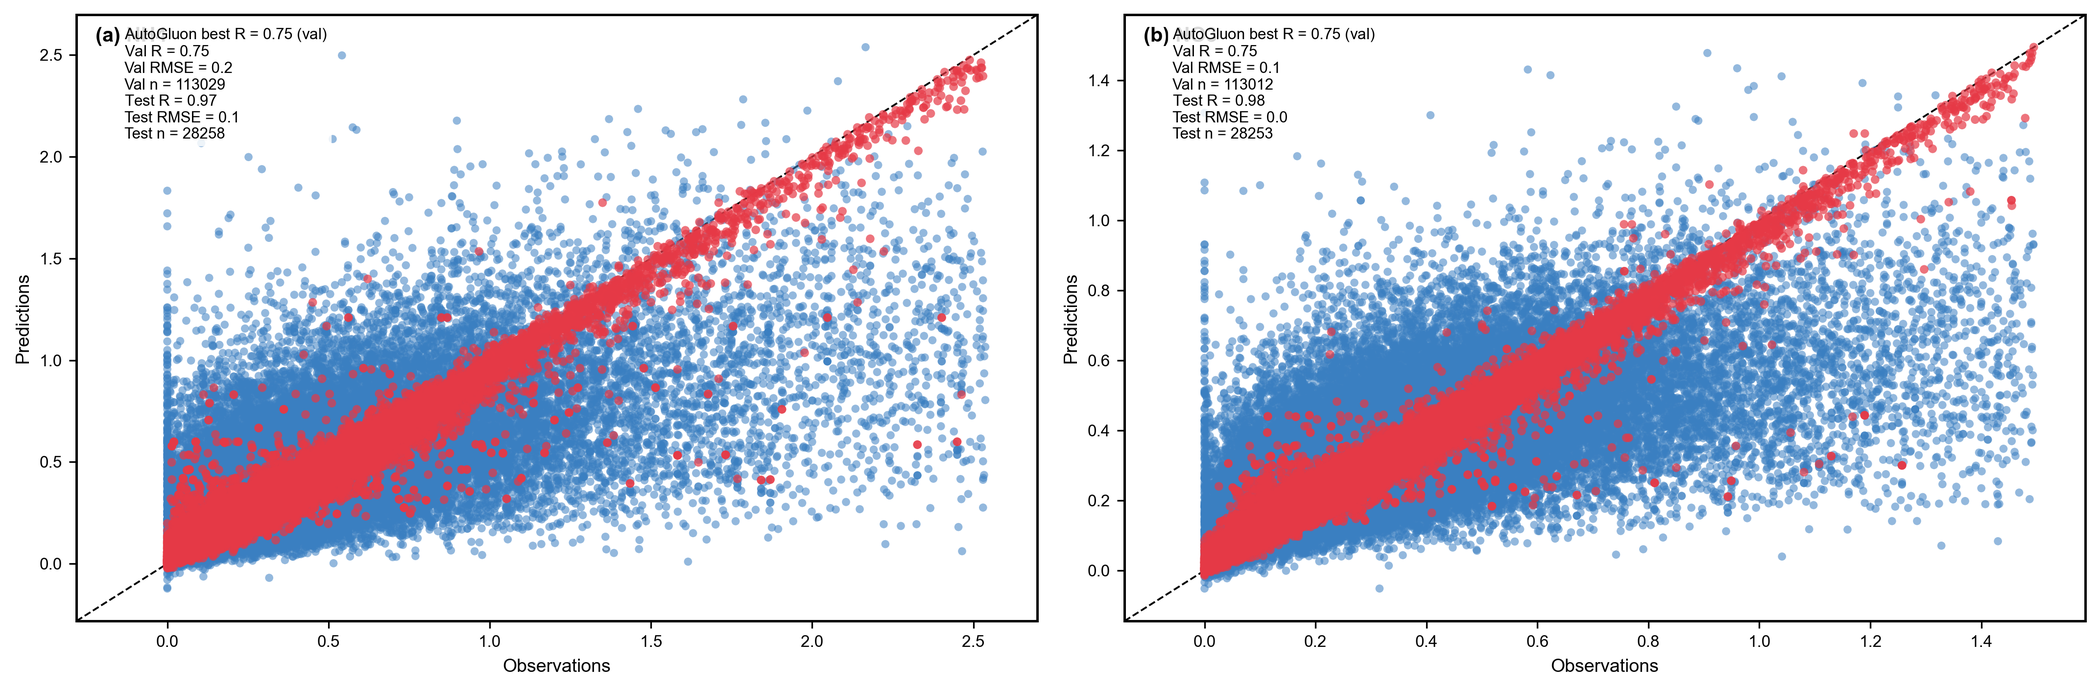 (a) AutoGluon best R = 0.75 (val)
Val R = 0.75
Val RMSE = 0.2
Val n = 113029
Test R = 0.97
Test RMSE = 0.1
Test n = 28258
2.5
2.0
1.5
1.0
0.5
0.0
Predictions
0.0 0.5 1.0 1.5 2.0 2.5
Observations
(b) AutoGluon best R = 0.75 (val)
Val R = 0.75
Val RMSE = 0.1
Val n = 113012
Test R = 0.98
Test RMSE = 0.0
Test n = 28253
1.4
1.2
1.0
0.8
0.6
0.4
0.2
0.0
Predictions
0.0 0.2 0.4 0.6 0.8 1.0 1.2 1.4
Observations